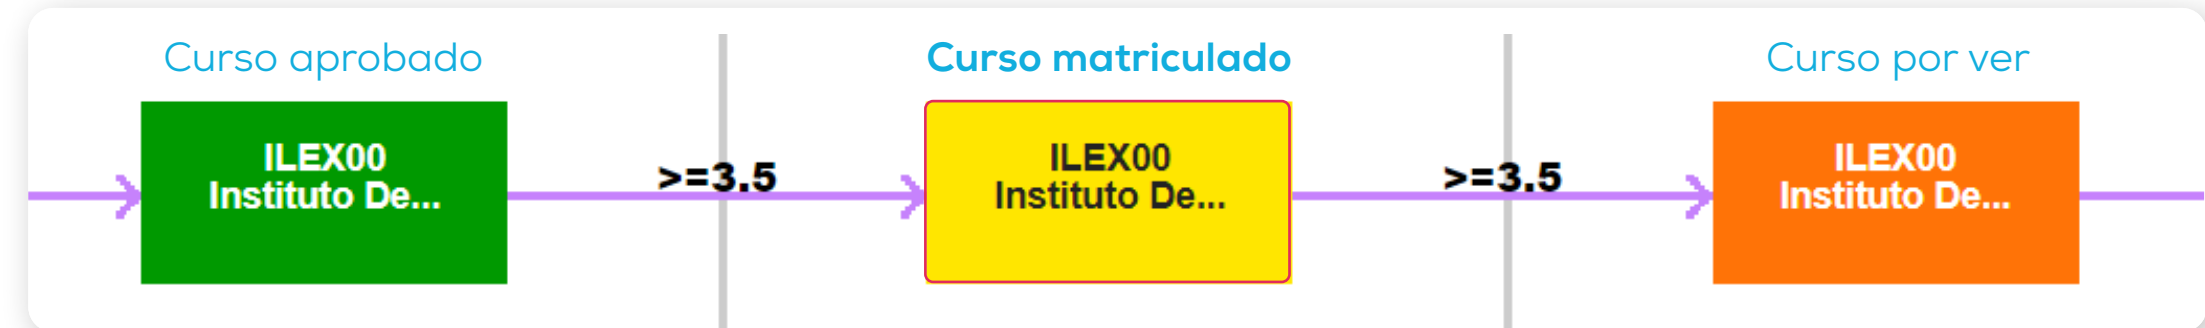 Curso aprobado
Curso matriculado
Curso por ver
ILEX00
Instituto De...
>=3.5
ILEX00
Instituto De...
>=3.5
ILEX00
Instituto De...